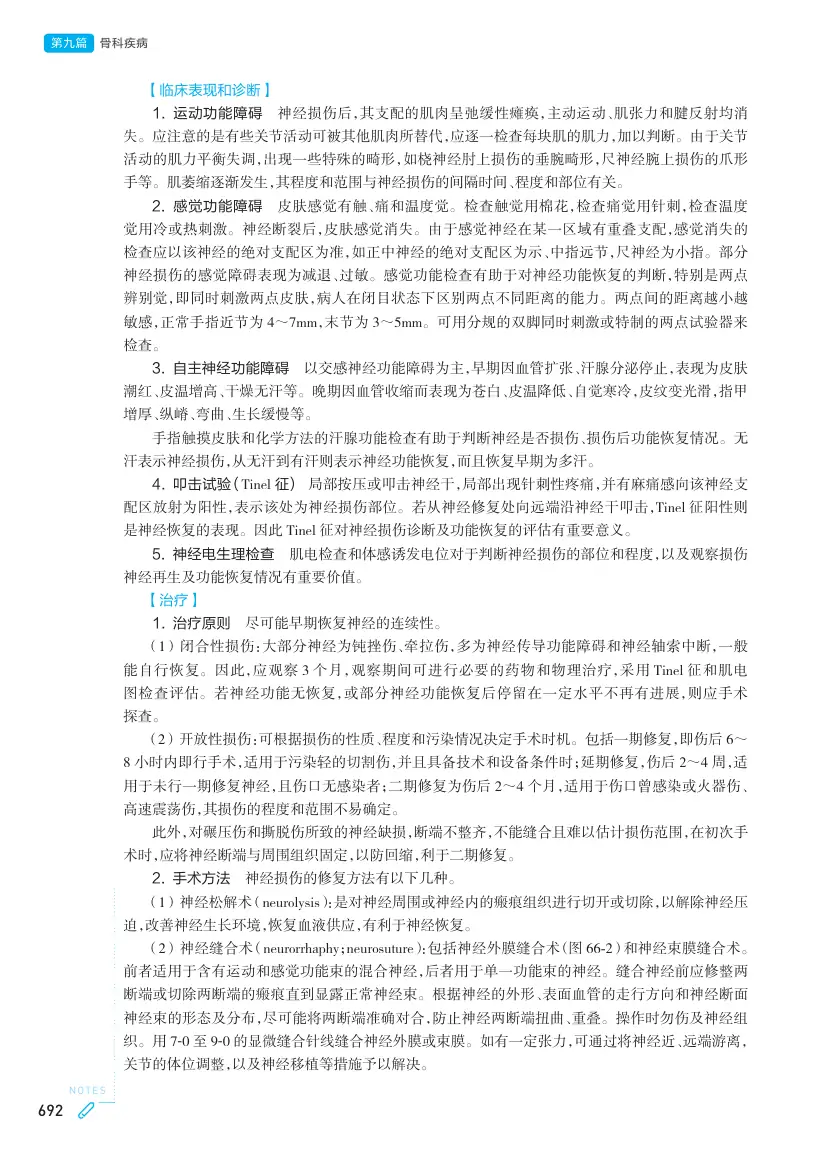 第九篇 骨科疾病
【临床表现和诊断】
1. 运动功能障碍 神经损伤后,其支配的肌肉呈弛缓性瘫痪,主动运动、肌张力和腱反射均消
失。应注意的是有些关节活动可被其他肌肉所替代,应逐一检查每块肌的肌力,加以判断。由于关节
活动的肌力平衡失调,出现一些特殊的畸形,如桡神经肘上损伤的垂腕畸形,尺神经腕上损伤的爪形
手等。肌萎缩逐渐发生,其程度和范围与神经损伤的间隔时间、程度和部位有关。
2. 感觉功能障碍 皮肤感觉有触、痛和温度觉。检查触觉用棉花,检查痛觉用针刺,检查温度
觉用冷或热刺激。神经断裂后,皮肤感觉消失。由于感觉神经在某一区域有重叠支配,感觉消失的
检查应以该神经的绝对支配区为准,如正中神经的绝对支配区为示、中指远节,尺神经为小指。部分
神经损伤的感觉障碍表现为减退、过敏。感觉功能检查有助于对神经功能恢复的判断,特别是两点
辨别觉,即同时刺激两点皮肤,病人在闭目状态下区别两点不同距离的能力。两点间的距离越小越
敏感,正常手指近节为 4～7mm,末节为 3～5mm。可用分规的双脚同时刺激或特制的两点试验器来
检查。
3. 自主神经功能障碍 以交感神经功能障碍为主,早期因血管扩张、汗腺分泌停止,表现为皮肤
潮红、皮温增高、干燥无汗等。晚期因血管收缩而表现为苍白、皮温降低、自觉寒冷,皮纹变光滑,指甲
增厚、纵嵴、弯曲、生长缓慢等。
手指触摸皮肤和化学方法的汗腺功能检查有助于判断神经是否损伤、损伤后功能恢复情况。无
汗表示神经损伤,从无汗到有汗则表示神经功能恢复,而且恢复早期为多汗。
4. 叩击试验(Tinel 征) 局部按压或叩击神经干,局部出现针刺性疼痛,并有麻痛感向该神经支
配区放射为阳性,表示该处为神经损伤部位。若从神经修复处向远端沿神经干叩击,Tinel 征阳性则
是神经恢复的表现。因此 Tinel 征对神经损伤诊断及功能恢复的评估有重要意义。
5. 神经电生理检查 肌电检查和体感诱发电位对于判断神经损伤的部位和程度,以及观察损伤
神经再生及功能恢复情况有重要价值。
【治疗】
1. 治疗原则 尽可能早期恢复神经的连续性。
(1)闭合性损伤:大部分神经为钝挫伤、牵拉伤,多为神经传导功能障碍和神经轴索中断,一般
能自行恢复。因此,应观察 3 个月,观察期间可进行必要的药物和物理治疗,采用 Tinel 征和肌电
图检查评估。若神经功能无恢复,或部分神经功能恢复后停留在一定水平不再有进展,则应手术
探查。
(2)开放性损伤:可根据损伤的性质、程度和污染情况决定手术时机。包括一期修复,即伤后 6～
8 小时内即行手术,适用于污染轻的切割伤,并且具备技术和设备条件时;延期修复,伤后 2～4 周,适
用于未行一期修复神经,且伤口无感染者;二期修复为伤后 2～4 个月,适用于伤口曾感染或火器伤、
高速震荡伤,其损伤的程度和范围不易确定。
此外,对碾压伤和撕脱伤所致的神经缺损,断端不整齐,不能缝合且难以估计损伤范围,在初次手
术时,应将神经断端与周围组织固定,以防回缩,利于二期修复。
2. 手术方法 神经损伤的修复方法有以下几种。
(1)神经松解术(neurolysis):是对神经周围或神经内的瘢痕组织进行切开或切除,以解除神经压
迫,改善神经生长环境,恢复血液供应,有利于神经恢复。
(2)神经缝合术(neurorrhaphy;neurosuture):包括神经外膜缝合术(图 66-2)和神经束膜缝合术。
前者适用于含有运动和感觉功能束的混合神经,后者用于单一功能束的神经。缝合神经前应修整两
断端或切除两断端的瘢痕直到显露正常神经束。根据神经的外形、表面血管的走行方向和神经断面
神经束的形态及分布,尽可能将两断端准确对合,防止神经两断端扭曲、重叠。操作时勿伤及神经组
织。用 7-0 至 9-0 的显微缝合针线缝合神经外膜或束膜。如有一定张力,可通过将神经近、远端游离,
关节的体位调整,以及神经移植等措施予以解决。
NOTES
692